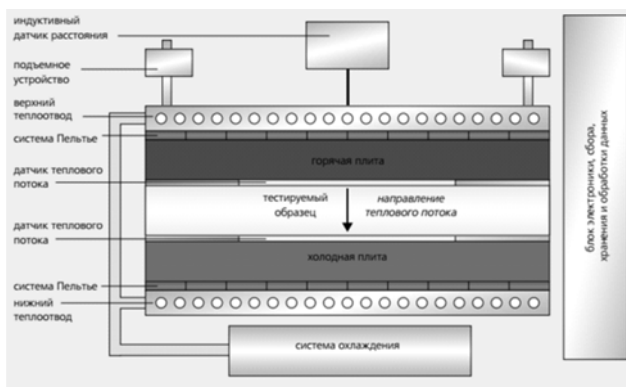 индуктивный
датчик расстояния
подъемное
устройство
верхний
теплоотвод
система Пельтье
горячая плита
датчик теплового
потока
тестируемый
образец
направление
теплового потока
датчик теплового
потока
холодная плита
система Пельтье
нижний
теплоотвод
система охлаждения
блок электроники, сбора,
хранения и обработки данных